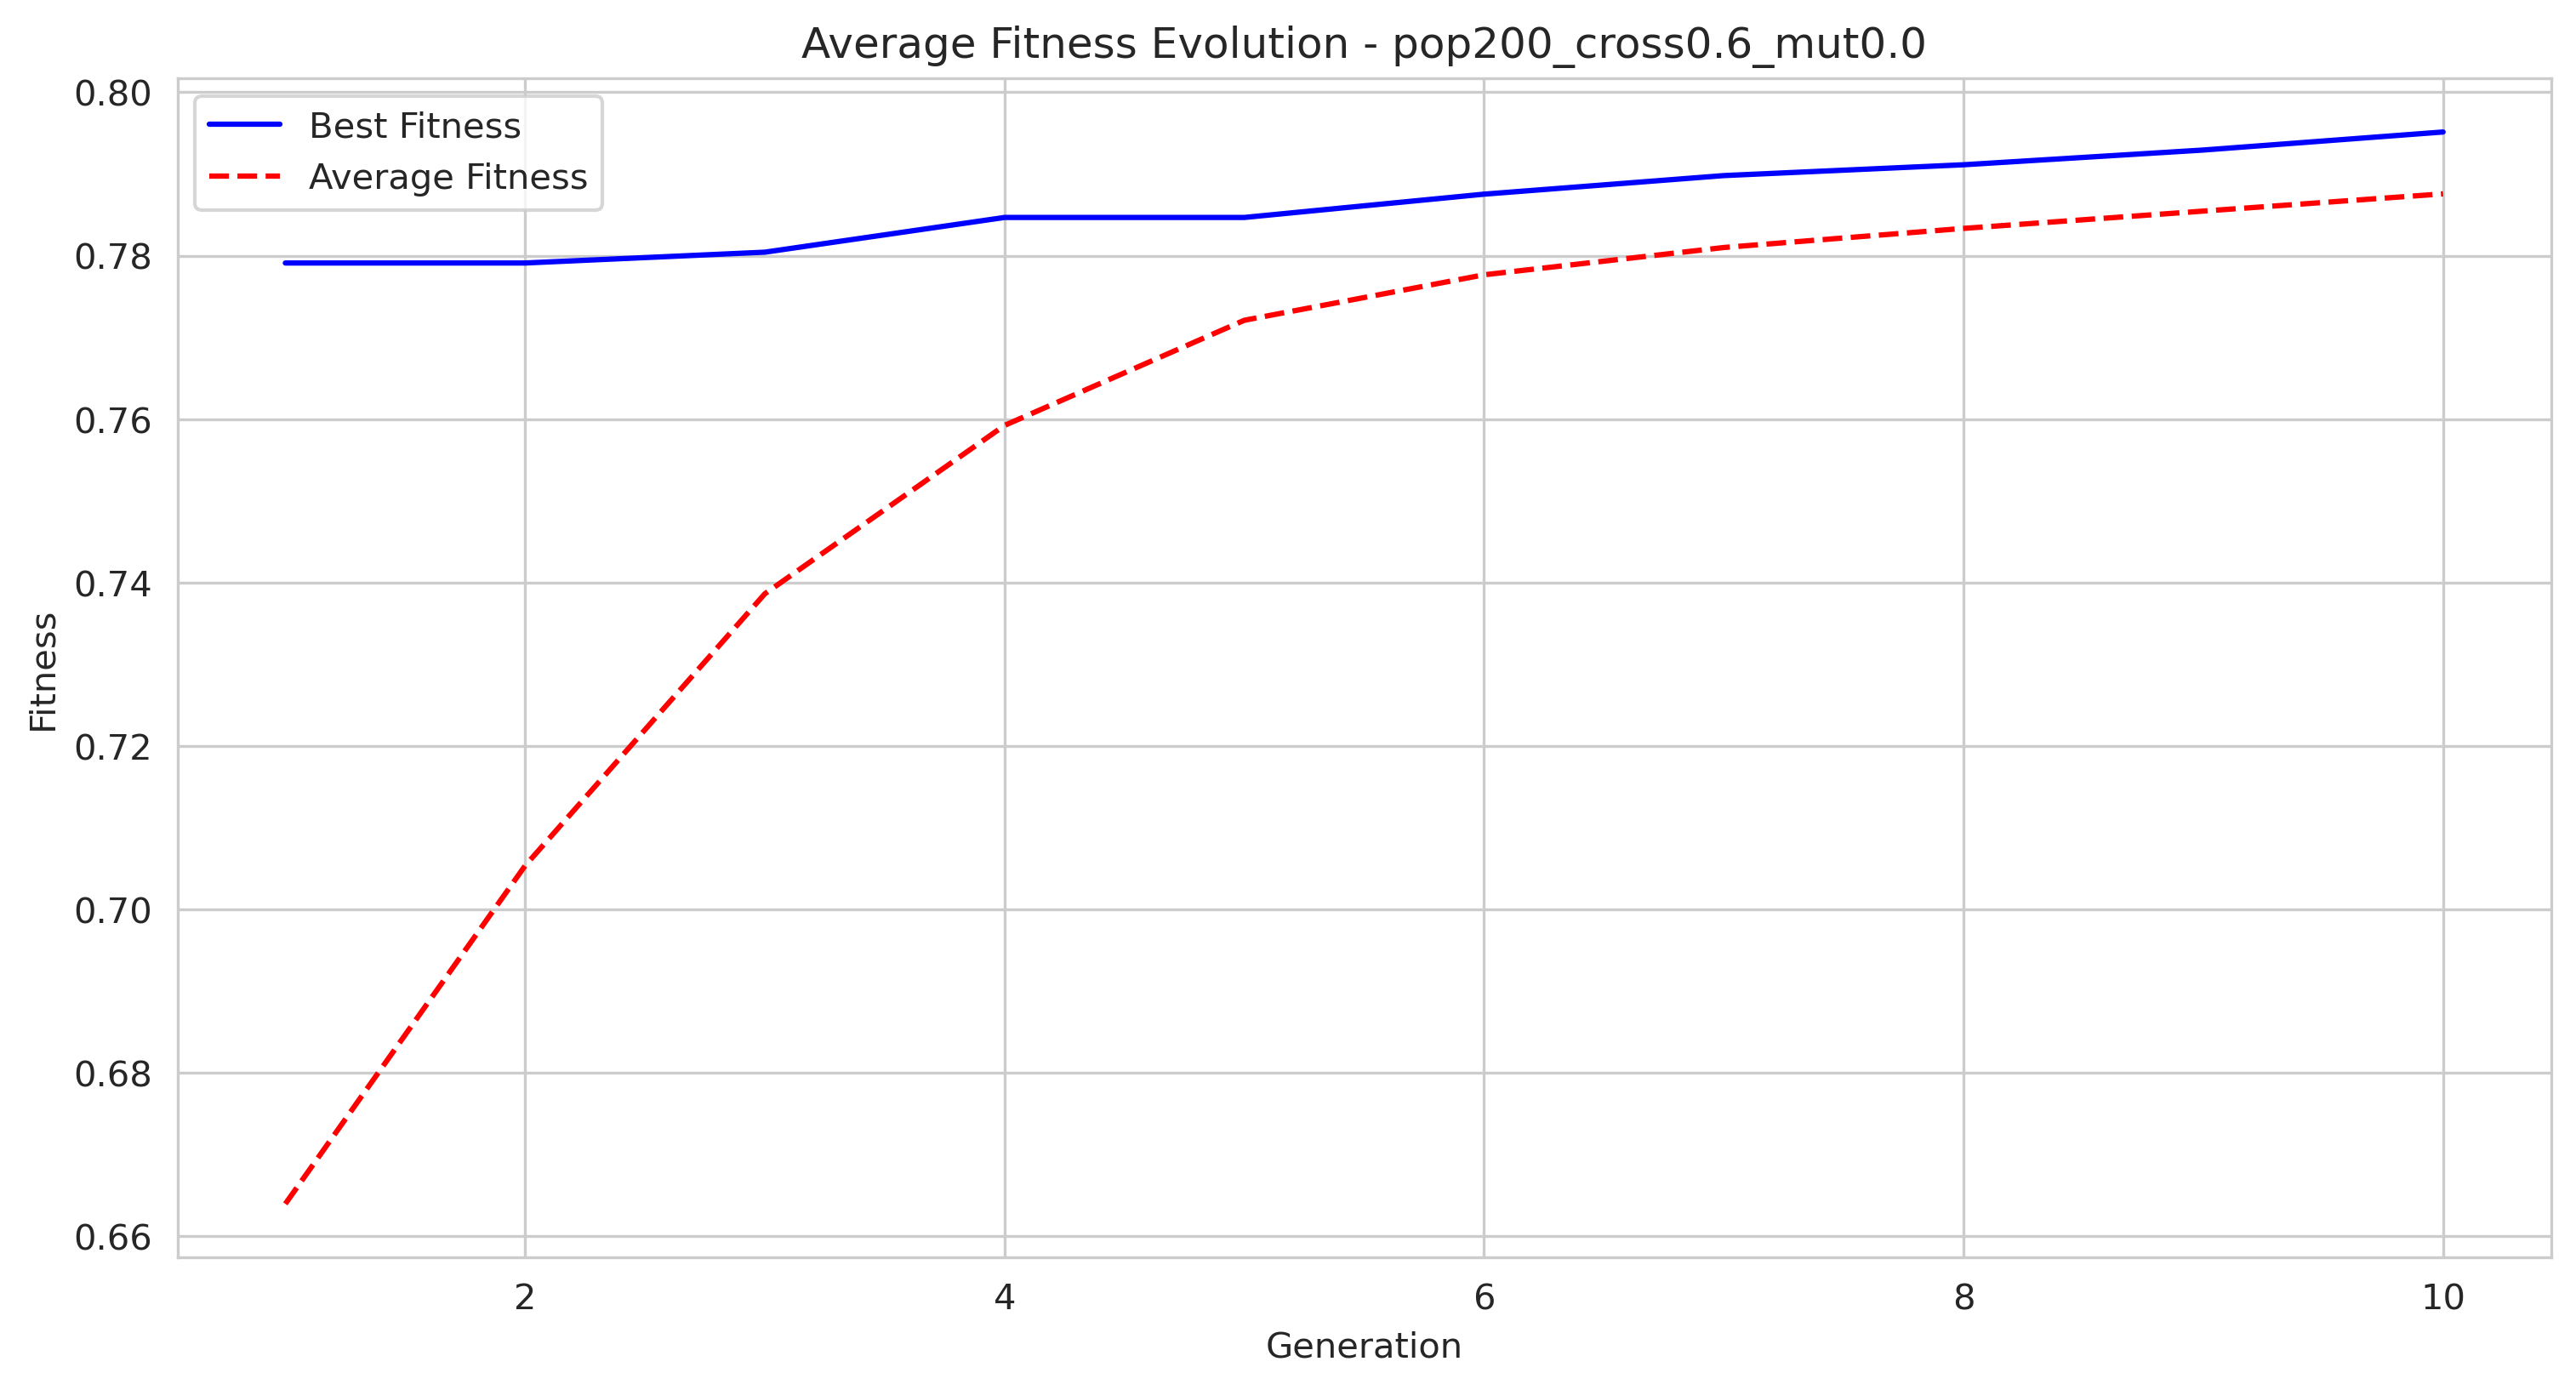 Average Fitness Evolution - pop200_cross0.6_mut0.0
Best Fitness
Average Fitness
0.80
0.78
0.76
0.74
0.72
0.70
0.68
0.66
Fitness
2 4 6 8 10
Generation